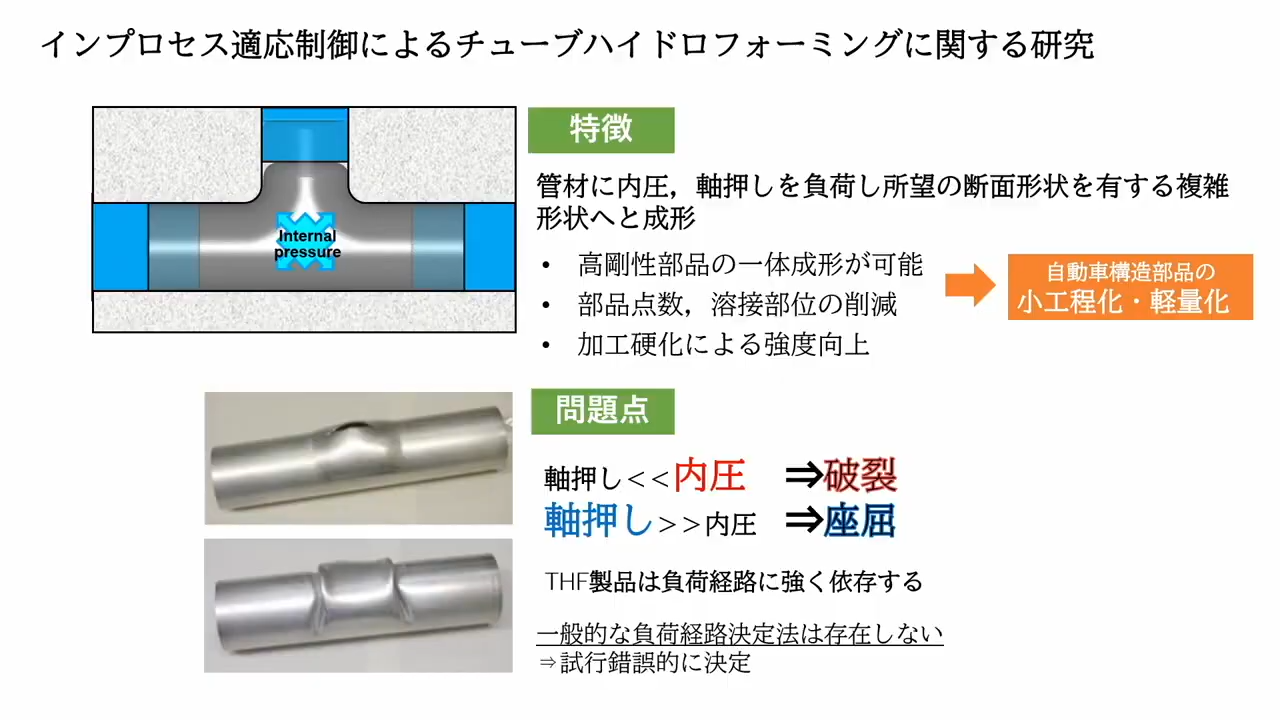 インプロセス適応制御によるチューブハイドロフォーミングに関する研究
Internal
pressure
特徴
管材に内圧，軸押しを負荷し所望の断面形状を有する複雑
形状へと成形
• 高剛性部品の一体成形が可能
• 部品点数，溶接部位の削減
• 加工硬化による強度向上
自動車構造部品の
小工程化・軽量化
問題点
軸押し<<内圧 ⇒破裂
軸押し>>内圧 ⇒座屈
THF製品は負荷経路に強く依存する
一般的な負荷経路決定法は存在しない
⇒試行錯誤的に決定